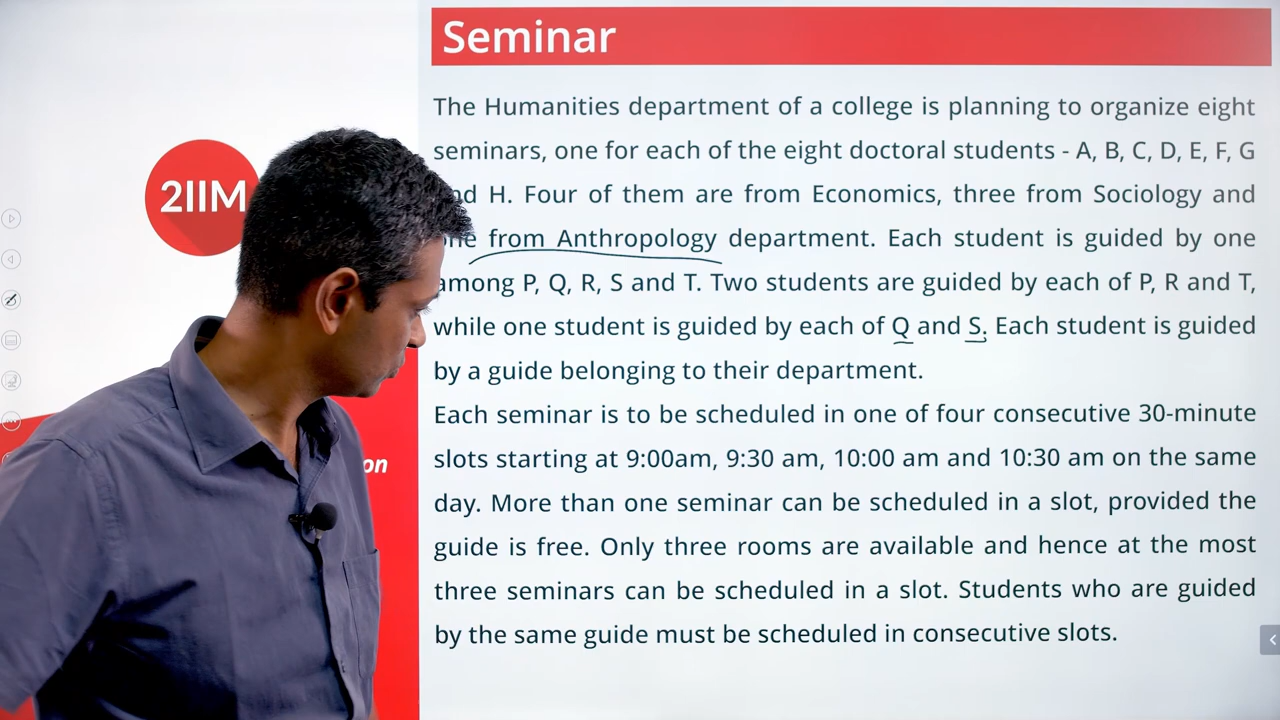 Seminar
The Humanities department of a college is planning to organize eight
seminars, one for each of the eight doctoral students - A, B, C, D, E, F, G
H. Four of them are from Economics, three from Sociology and
from Anthropology department. Each student is guided by one
among P, Q, R, S and T. Two students are guided by each of P, R and T,
while one student is guided by each of Q and S. Each student is guided
by a guide belonging to their department.
Each seminar is to be scheduled in one of four consecutive 30-minute
slots starting at 9:00am, 9:30 am, 10:00 am and 10:30 am on the same
day. More than one seminar can be scheduled in a slot, provided the
guide is free. Only three rooms are available and hence at the most
three seminars can be scheduled in a slot. Students who are guided
by the same guide must be scheduled in consecutive slots.
2IIM
on